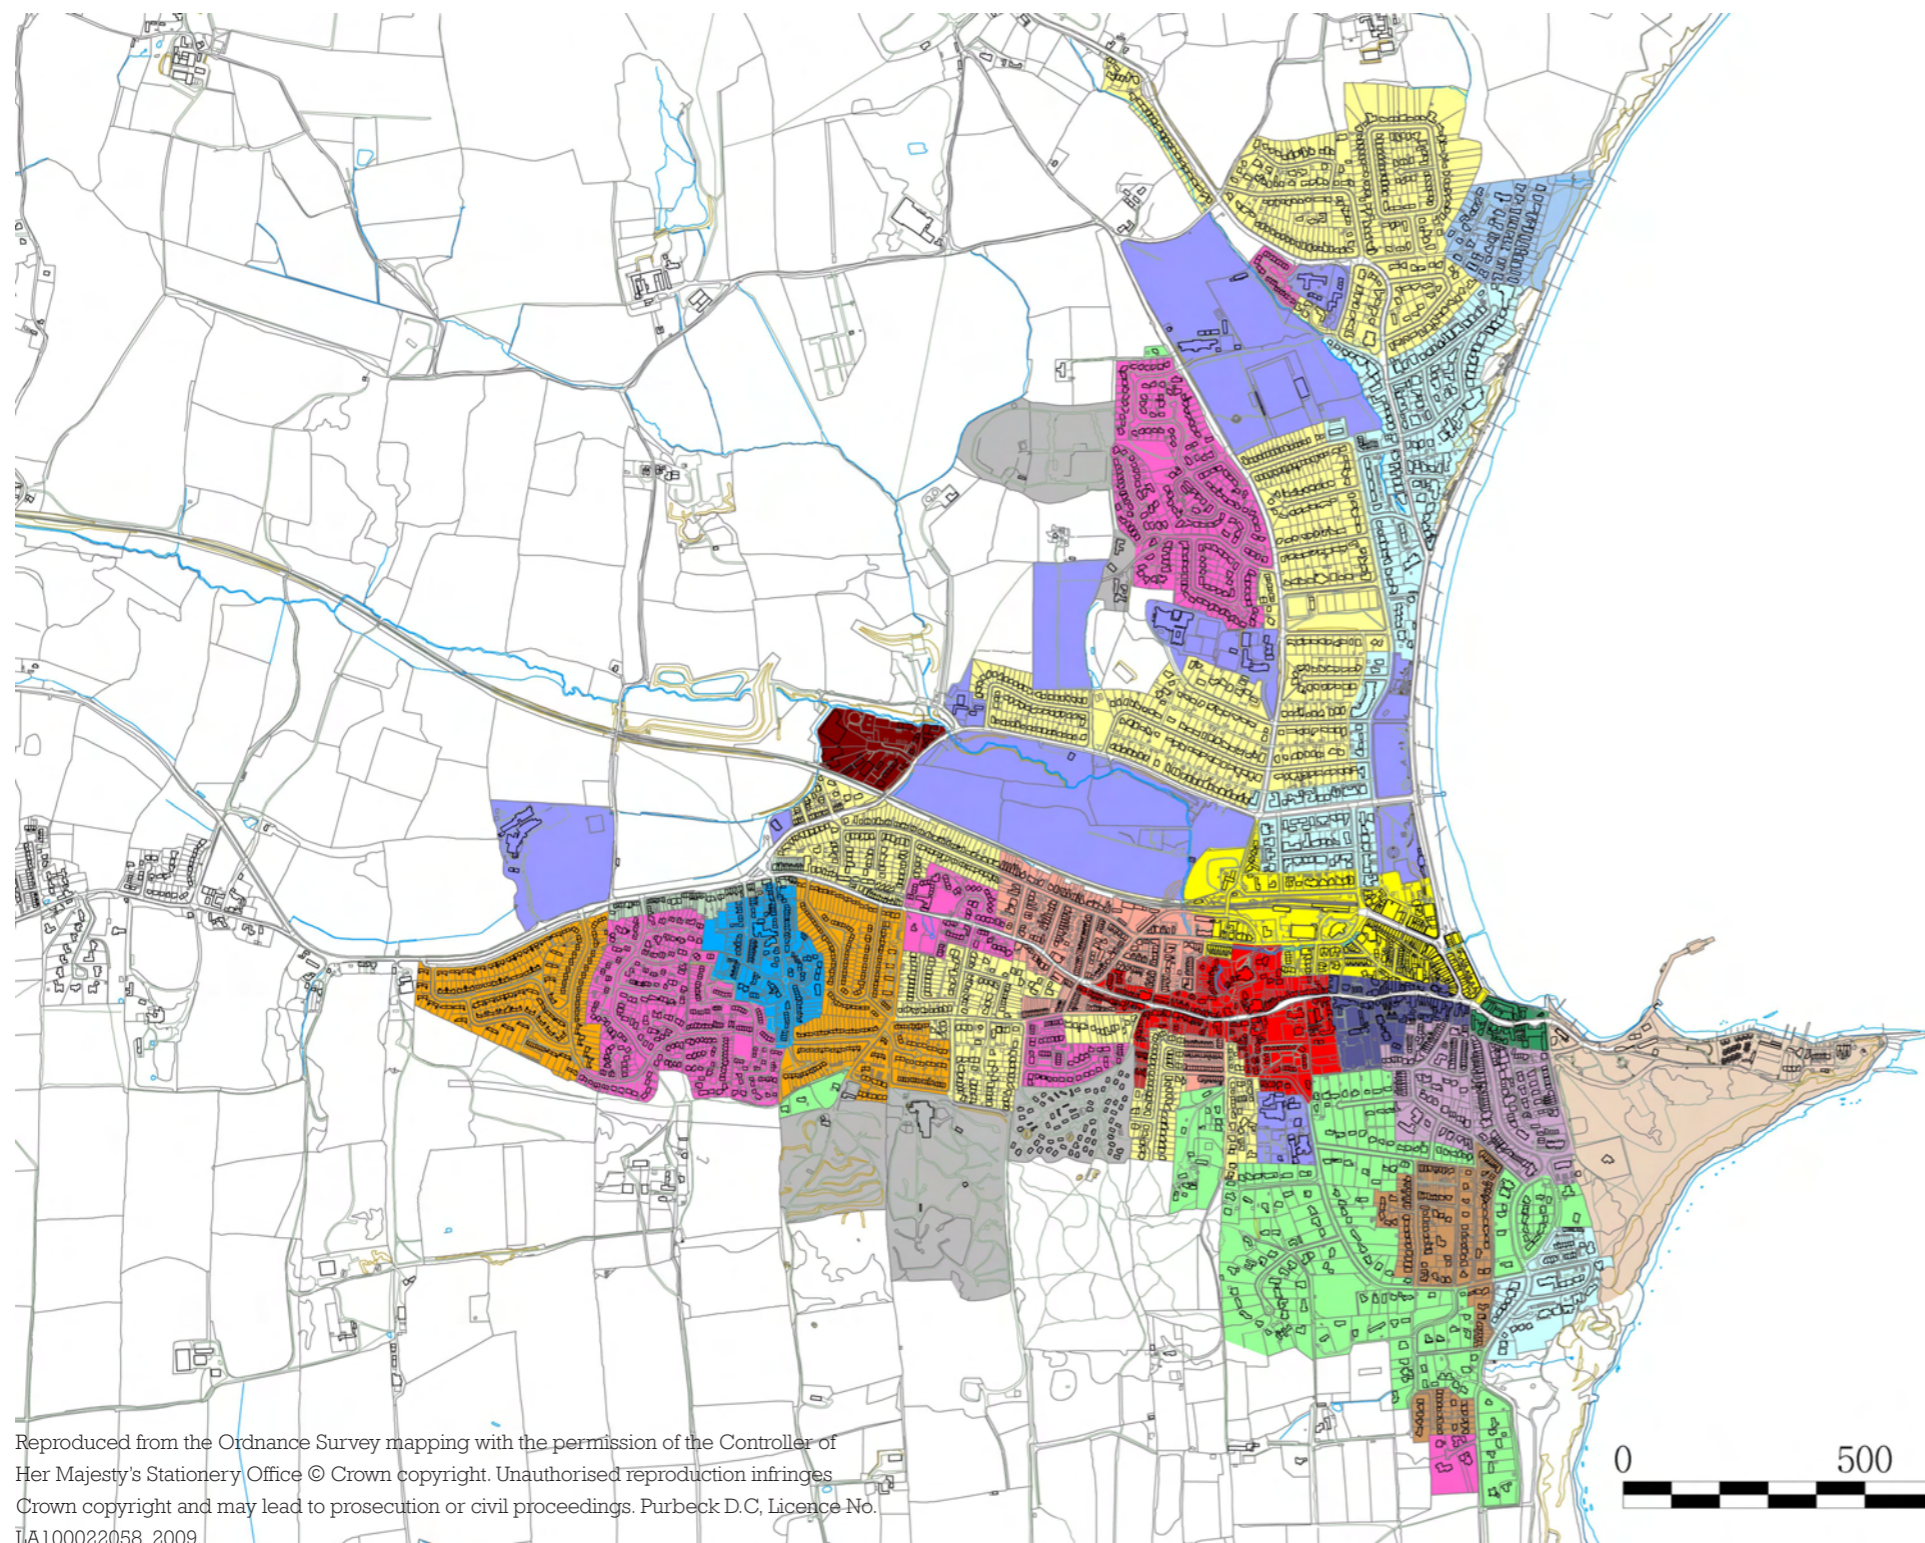 0 500
Reproduced from the Ordnance Survey mapping with the permission of the Controller of
Her Majesty's Stationery Office © Crown copyright. Unauthorised reproduction infringes
Crown copyright and may lead to prosecution or civil proceedings. Purbeck D.C, Licence No.
LA100022058, 2009